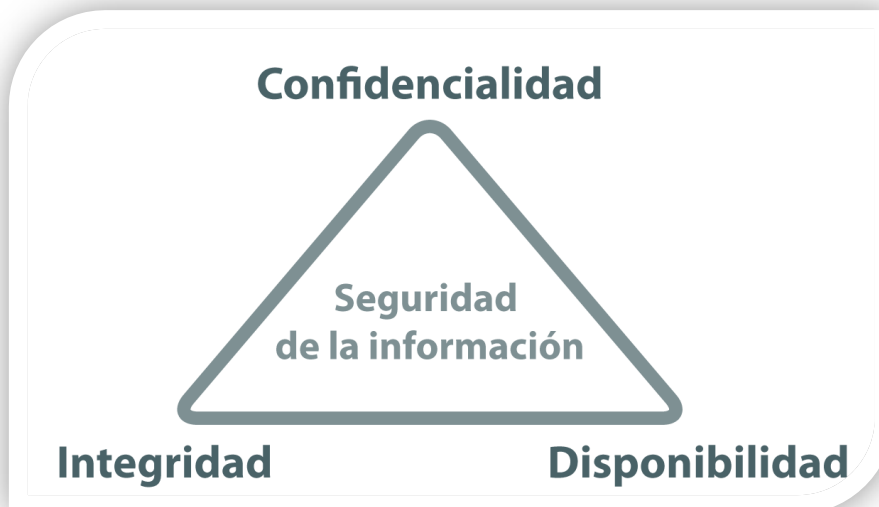 Confidencialidad
Seguridad
de la información
Integridad
Disponibilidad